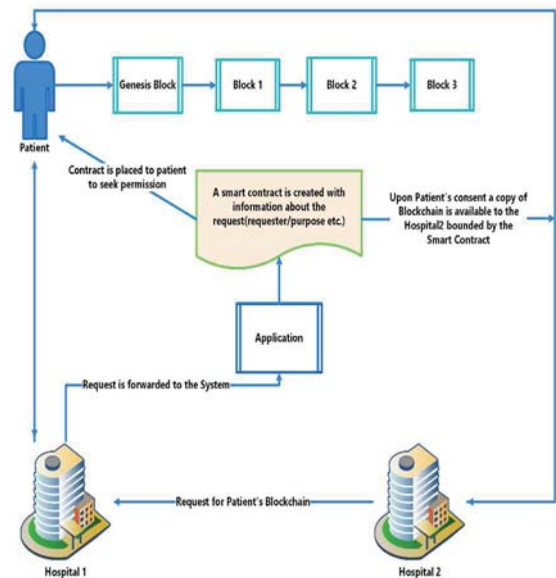 Genesis Block
Block 1
Block 2
Block 3
Patient
Contract is placed to patient
to seek permission
A smart contract is created with
information about the
request(requester/purpose etc.)
Upon Patient's consent a copy of
Blockchain is available to the
Hospital2 bounded by the
Smart Contract
Application
Request is forwarded to the System
Request for Patient's Blockchain
Hospital 1
Hospital 2